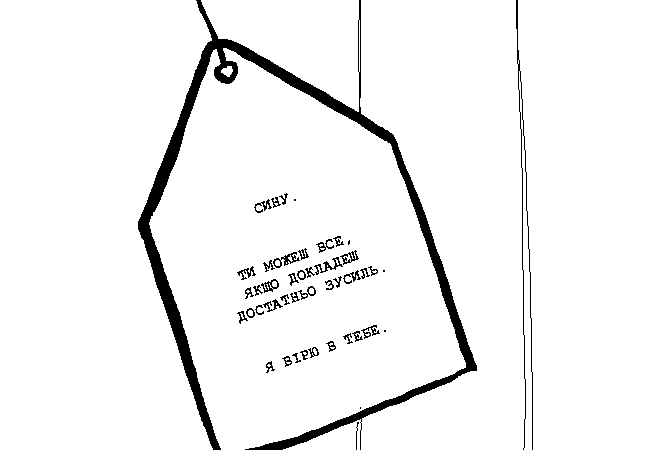 СИНУ.
ТИ МОЖЕШ ВСЕ,
ЯКЩО ДОКЛАДЕШ
ДОСТАТНЬО ЗУСИЛЬ.
Я ВІРЮ В ТЕБЕ.